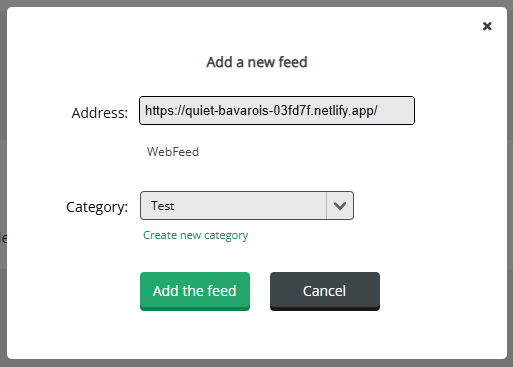 Add a new feed
Address: https://quiet-bavarois-03fd7f.netlify.app/
WebFeed
Category: Test
Create new category
Add the feed Cancel